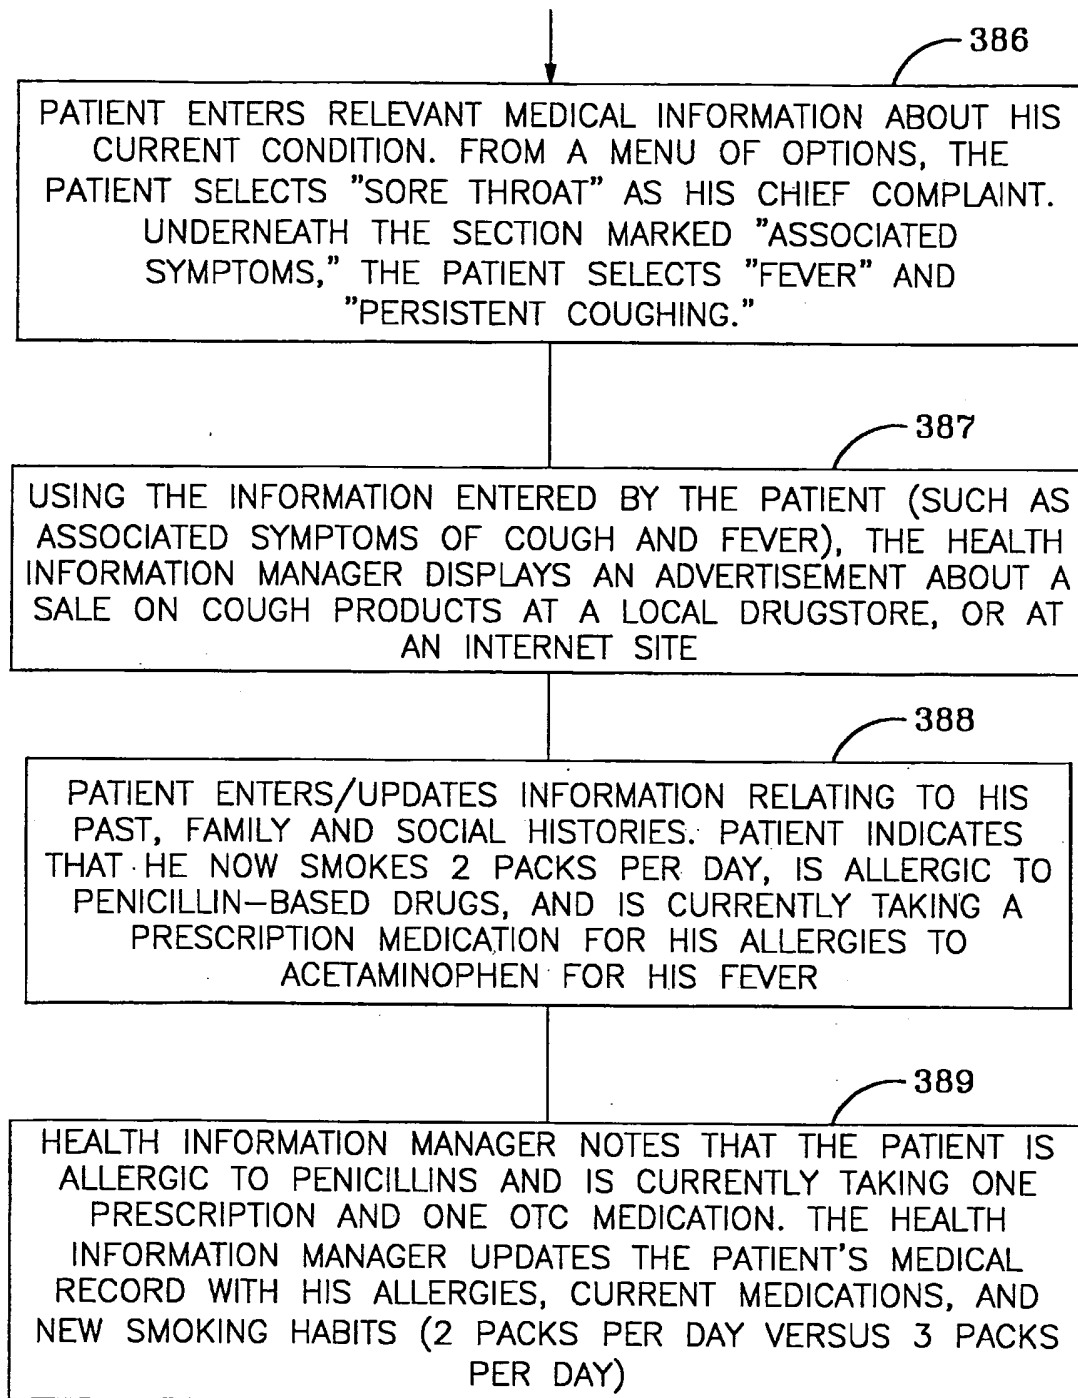 386
PATIENT ENTERS RELEVANT MEDICAL INFORMATION ABOUT HIS
CURRENT CONDITION. FROM A MENU OF OPTIONS, THE
PATIENT SELECTS "SORE THROAT" AS HIS CHIEF COMPLAINT.
UNDERNEATH THE SECTION MARKED "ASSOCIATED
SYMPTOMS," THE PATIENT SELECTS "FEVER" AND
"PERSISTENT COUGHING."
387
USING THE INFORMATION ENTERED BY THE PATIENT (SUCH AS
ASSOCIATED SYMPTOMS OF COUGH AND FEVER), THE HEALTH
INFORMATION MANAGER DISPLAYS AN ADVERTISEMENT ABOUT A
SALE ON COUGH PRODUCTS AT A LOCAL DRUGSTORE, OR AT
AN INTERNET SITE
388
PATIENT ENTERS/UPDATES INFORMATION RELATING TO HIS
PAST, FAMILY AND SOCIAL HISTORIES. PATIENT INDICATES
THAT HE NOW SMOKES 2 PACKS PER DAY, IS ALLERGIC TO
PENICILLIN-BASED DRUGS, AND IS CURRENTLY TAKING A
PRESCRIPTION MEDICATION FOR HIS ALLERGIES TO
ACETAMINOPHEN FOR HIS FEVER
389
HEALTH INFORMATION MANAGER NOTES THAT THE PATIENT IS
ALLERGIC TO PENICILLINS AND IS CURRENTLY TAKING ONE
PRESCRIPTION AND ONE OTC MEDICATION. THE HEALTH
INFORMATION MANAGER UPDATES THE PATIENT'S MEDICAL
RECORD WITH HIS ALLERGIES, CURRENT MEDICATIONS, AND
NEW SMOKING HABITS (2 PACKS PER DAY VERSUS 3 PACKS
PER DAY)